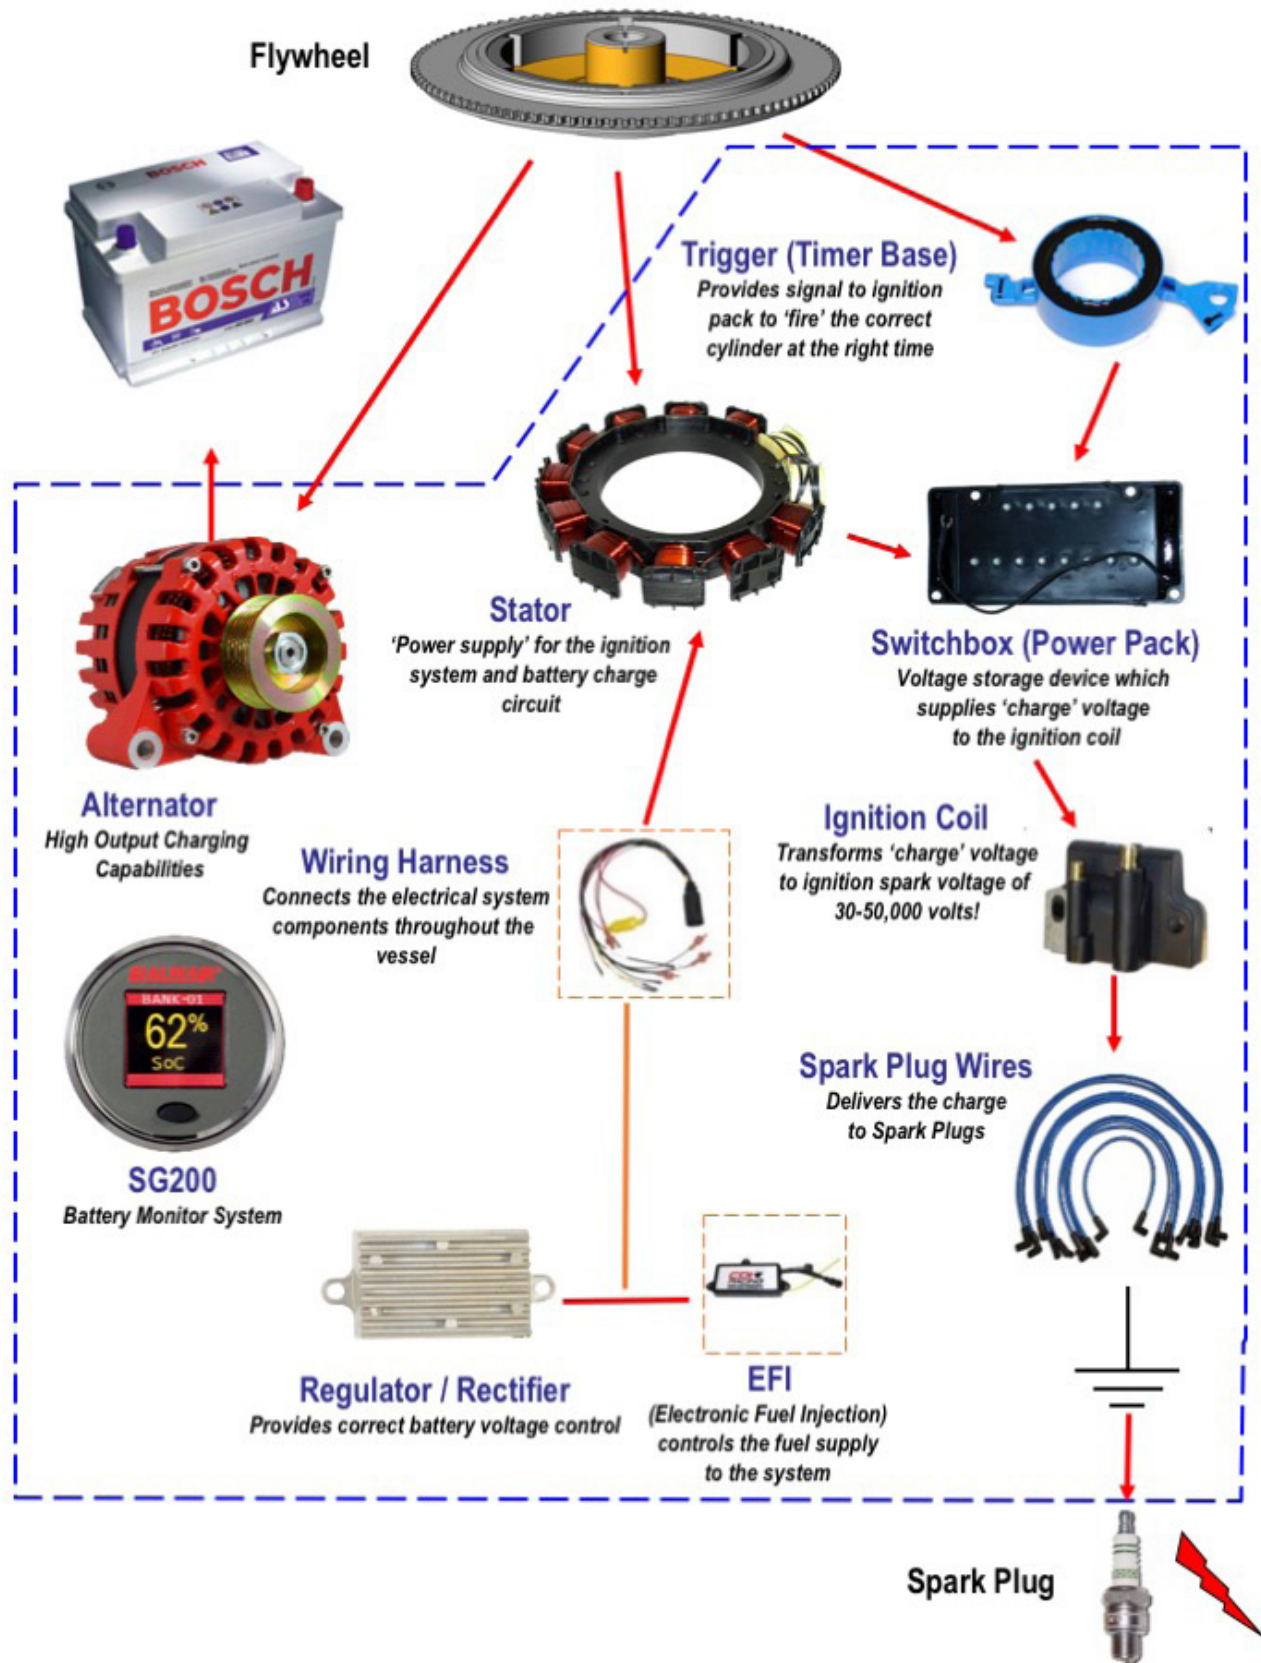 Flywheel
BOSCH
BOSCH
Trigger (Timer Base)
Provides signal to ignition
pack to ‘fire’ the correct
cylinder at the right time
Stator
‘Power supply’ for the ignition
system and battery charge
circuit
Switchbox (Power Pack)
Voltage storage device which
supplies ‘charge’ voltage
to the ignition coil
Alternator
High Output Charging
Capabilities
Wiring Harness
Connects the electrical system
components throughout the
vessel
Ignition Coil
Transforms ‘charge’ voltage
to ignition spark voltage of
30-50,000 volts!
BANK-01
62%
SoC
SG200
Battery Monitor System
Spark Plug Wires
Delivers the charge
to Spark Plugs
Regulator / Rectifier
Provides correct battery voltage control
EFI
(Electronic Fuel Injection)
controls the fuel supply
to the system
Spark Plug